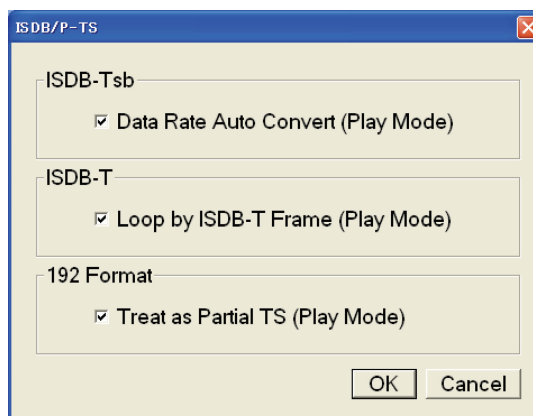 ISDB/P-TS
ISDB-Tsb
Data Rate Auto Convert (Play Mode)
ISDB-T
Loop by ISDB-T Frame (Play Mode)
192 Format
Treat as Partial TS (Play Mode)
OK
Cancel